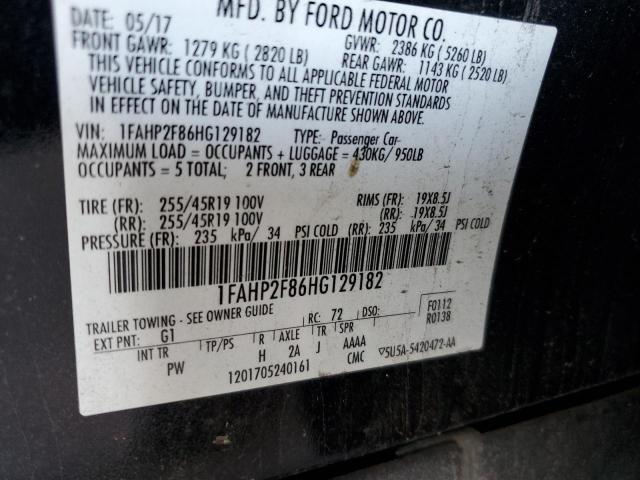 MFD. BY FORD MOTOR CO.
DATE: 05/17
GVWR: 2386 KG ( 5260 LB)
FRONT GAWR: 1279 KG ( 2820 LB)
REAR GAWR: 1143 KG ( 2520 LB)
THIS VEHICLE CONFORMS TO ALL APPLICABLE FEDERAL MOTOR
VEHICLE SAFETY, BUMPER, AND THEFT PREVENTION STANDARDS
IN EFFECT ON THE DATE OF MANUFACTURE SHOWN ABOVE.
VIN: 1FAHP2F86HG129182 TYPE: Passenger Car
MAXIMUM LOAD = OCCUPANTS + LUGGAGE = 430KG/ 950LB
OCCUPANTS = 5 TOTAL; 2 FRONT, 3 REAR
TIRE (FR): 255/45R19 100V RIMS (FR): 19X8.5J
(RR): 255/45R19 100V (RR): 19X8.5J
PRESSURE (FR): 235 kPa/ 34 PSI COLD (RR): 235 kPa/ 34 PSI COLD
1FAHP2F86HG129182
TRAILER TOWING - SEE OWNER GUIDE RC: 72 DSO: F0112
EXT PNT: G1 R0138
INT TR TP/PS R AXLE TR SPR
PW H 2A J AAAA
CMC ▽5U5A-5420472-AA
1201705240161